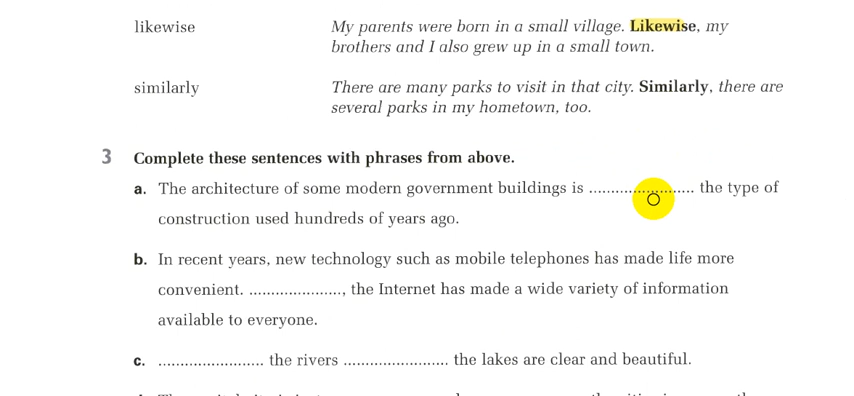 likewise My parents were born in a small village. Likewise, my
brothers and I also grew up in a small town.
similarly There are many parks to visit in that city. Similarly, there are
several parks in my hometown, too.
3 Complete these sentences with phrases from above.
a. The architecture of some modern government buildings is ........................ the type of
construction used hundreds of years ago.
b. In recent years, new technology such as mobile telephones has made life more
convenient. ......................, the Internet has made a wide variety of information
available to everyone.
c. ........................ the rivers ........................ the lakes are clear and beautiful.